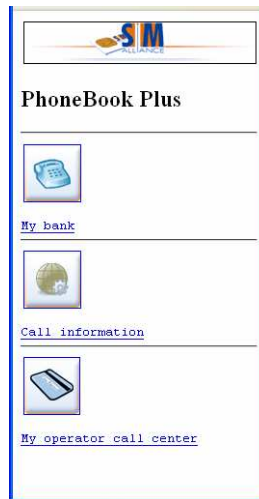 SIM
ALLIANCE
PhoneBook Plus
My bank
Call information
My operator call center